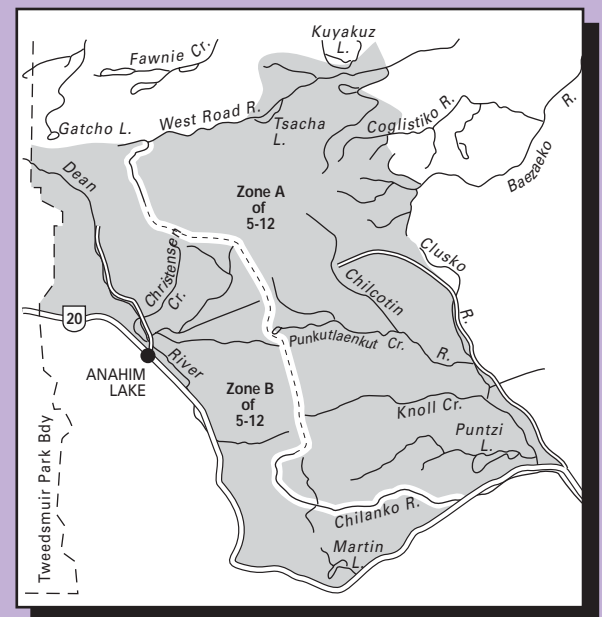 Kuyakuz
L.
Fawnie Cr.
West Road R.
Gatcho L.
Tsacha
L.
Coglistiko R.
Baezaeko
R.
Dean
Zone A
of
5-12
Christensen
Cr.
Clusko
R.
Chilcotin
R.
20
Punkutlaenkut Cr.
River
ANAHIM
LAKE
Zone B
of
5-12
Knoll Cr.
Puntzi
L.
Chilanko R.
Martin
L.
Tweedsmuir Park Bdy